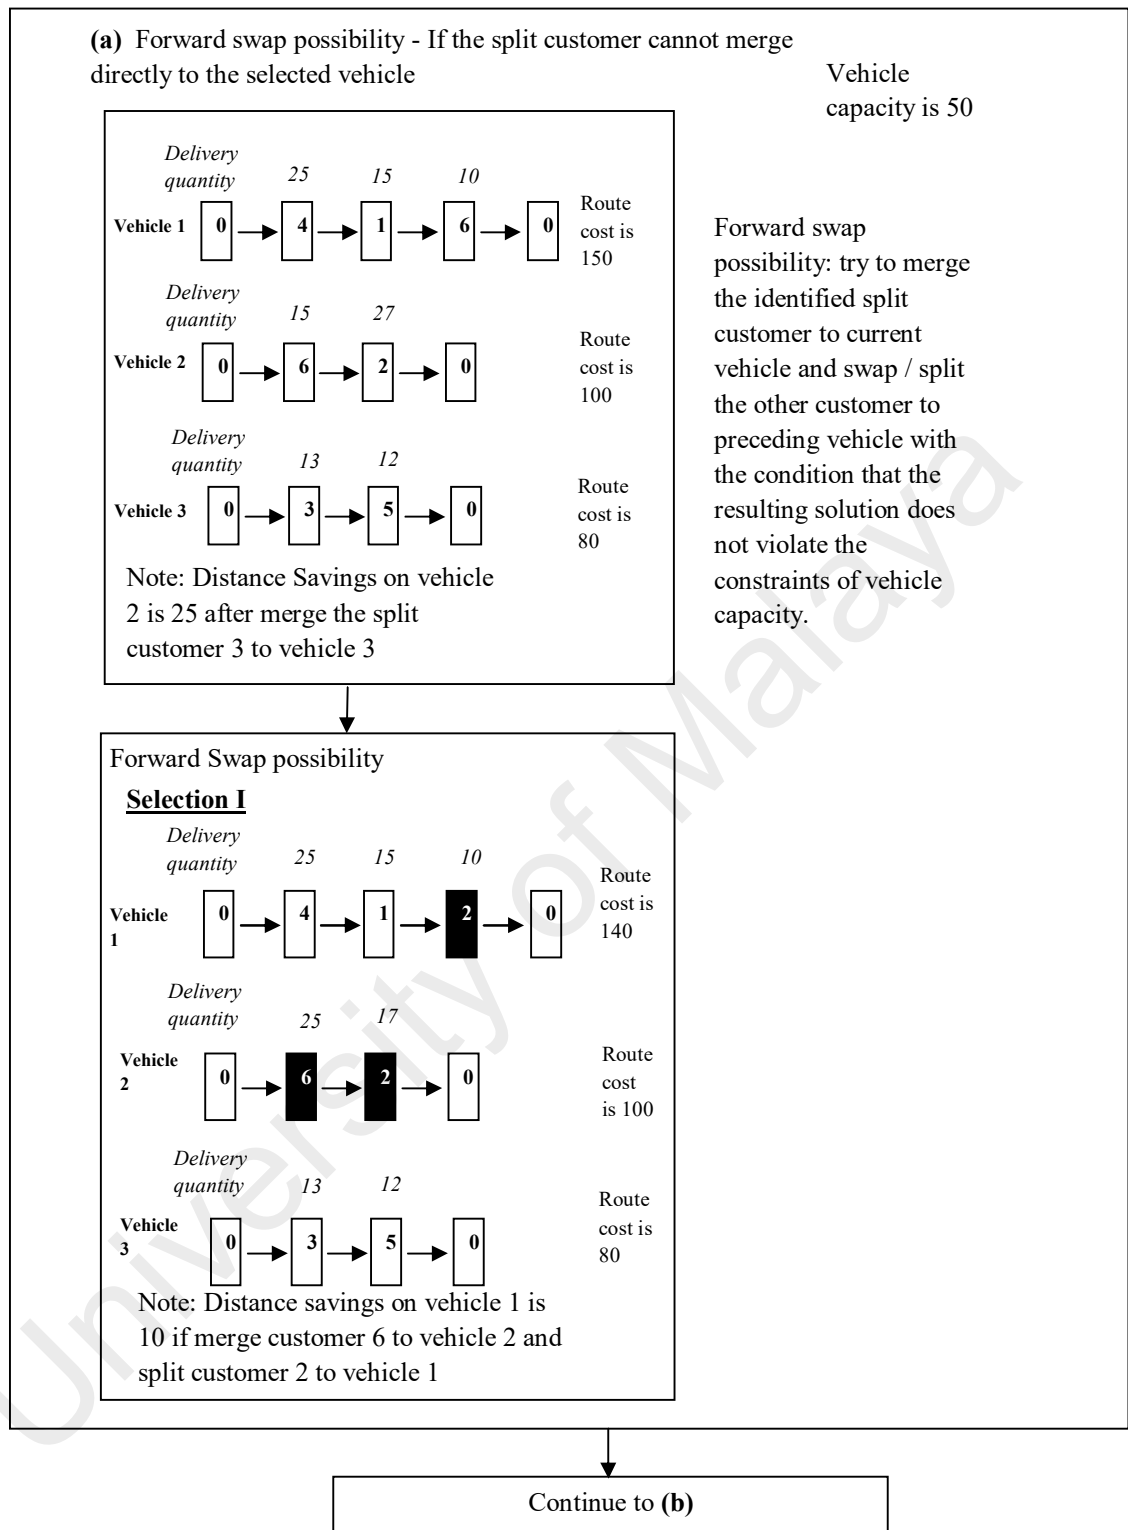 (a) Forward swap possibility - If the split customer cannot merge
directly to the selected vehicle
Vehicle
capacity is 50
Delivery
quantity 25 15 10
Vehicle 1 0 4 1 6 0
Route
cost is
150
Delivery
quantity 15 27
Vehicle 2 0 6 2 0
Route
cost is
100
Delivery
quantity 13 12
Vehicle 3 0 3 5 0
Route
cost is
80
Note: Distance Savings on vehicle
2 is 25 after merge the split
customer 3 to vehicle 3
Forward swap
possibility: try to merge
the identified split
customer to current
vehicle and swap / split
the other customer to
preceding vehicle with
the condition that the
resulting solution does
not violate the
constraints of vehicle
capacity.
Forward Swap possibility
Selection I
Delivery
quantity 25 15 10
Vehicle
1
0 4 1 2 0
Route
cost is
140
Delivery
quantity 25 17
Vehicle
2
0 6 2 0
Route
cost
is 100
Delivery
quantity 13 12
Vehicle
3
0 3 5 0
Route
cost is
80
Note: Distance savings on vehicle 1 is
10 if merge customer 6 to vehicle 2 and
split customer 2 to vehicle 1
Continue to (b)
University of Malaya